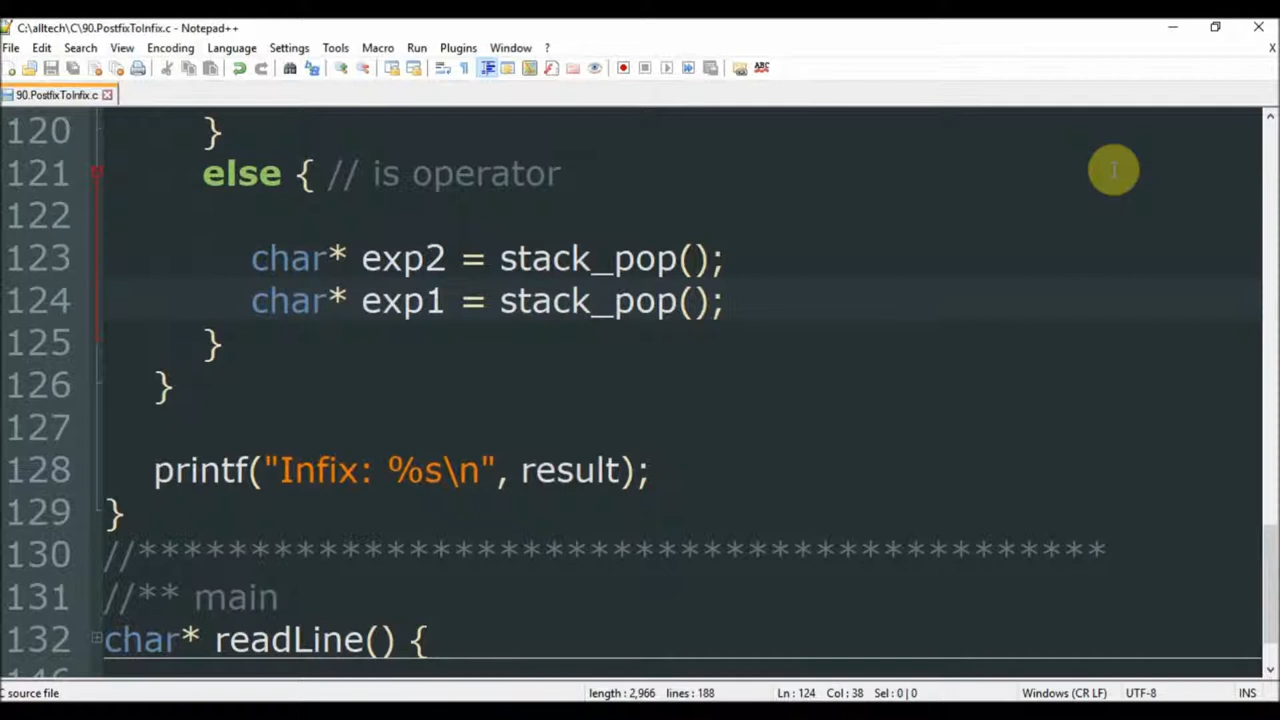 C:\alltech\C\90.PostfixToInfix.c - Notepad++
File Edit Search View Encoding Language Settings Tools Macro Run Plugins Window ? X
ABC
90.PostfixToInfix.c
120 }
121 else { // is operator
122
123 char* exp2 = stack_pop();
124 char* exp1 = stack_pop();
125 }
126 }
127
128 printf("Infix: %s\n", result);
129 }
130 //*******************************************
131 //** main
132 char* readLine() {
146
C source file length : 2,966 lines : 188 Ln : 124 Col : 38 Sel : 0 | 0 Windows (CR LF) UTF-8 INS